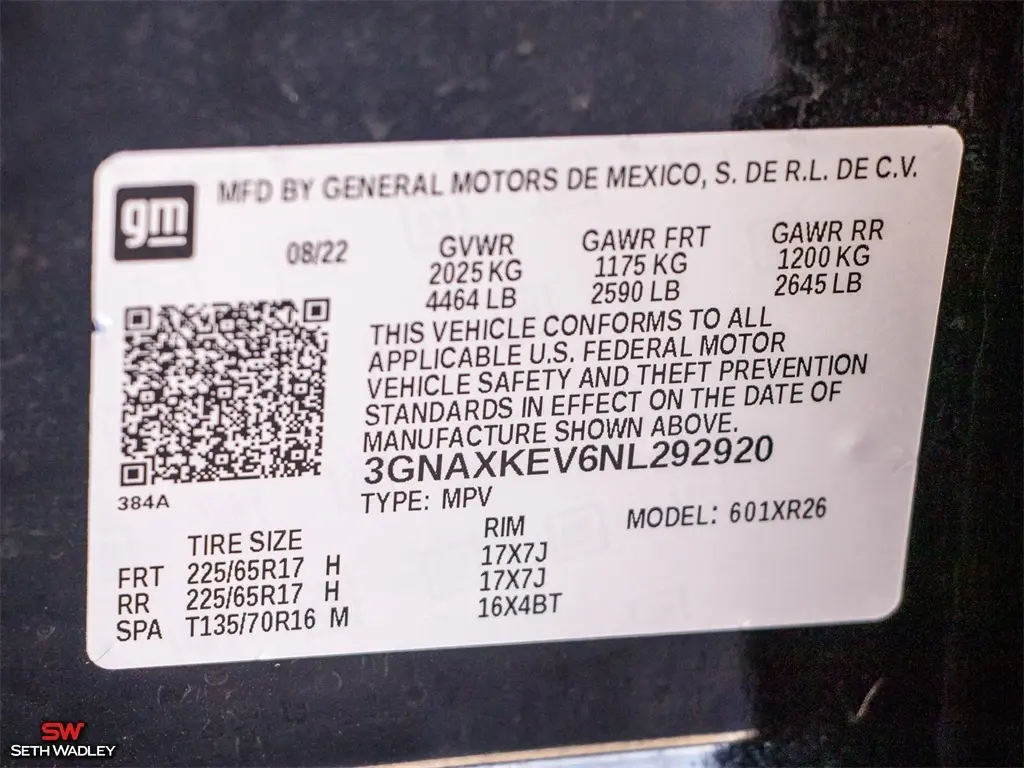 gm
MFD BY GENERAL MOTORS DE MEXICO, S. DE R.L. DE C.V.
08/22
GVWR
2025 KG
4464 LB
GAWR FRT
1175 KG
2590 LB
GAWR RR
1200 KG
2645 LB
THIS VEHICLE CONFORMS TO ALL
APPLICABLE U.S. FEDERAL MOTOR
VEHICLE SAFETY AND THEFT PREVENTION
STANDARDS IN EFFECT ON THE DATE OF
MANUFACTURE SHOWN ABOVE.
3GNAXKEV6NL292920
384A
TYPE: MPV
MODEL: 601XR26
TIRE SIZE RIM
FRT 225/65R17 H 17X7J
RR 225/65R17 H 17X7J
SPA T135/70R16 M 16X4BT
SW
SETH WADLEY